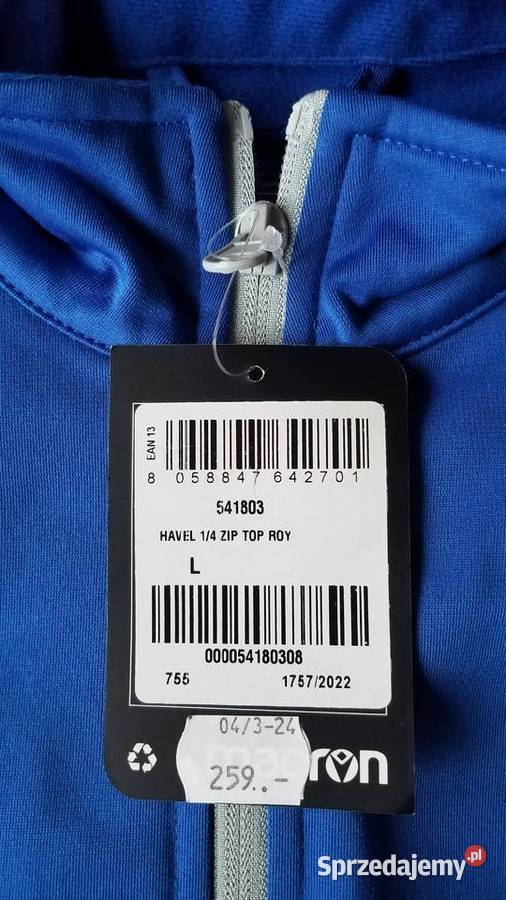 EAN 13
8 058847 642701
541803
HAVEL 1/4 ZIP TOP ROY
L
000054180308
755 1757/2022
04/3-24
259..-
macron
Sprzedajemy.pl